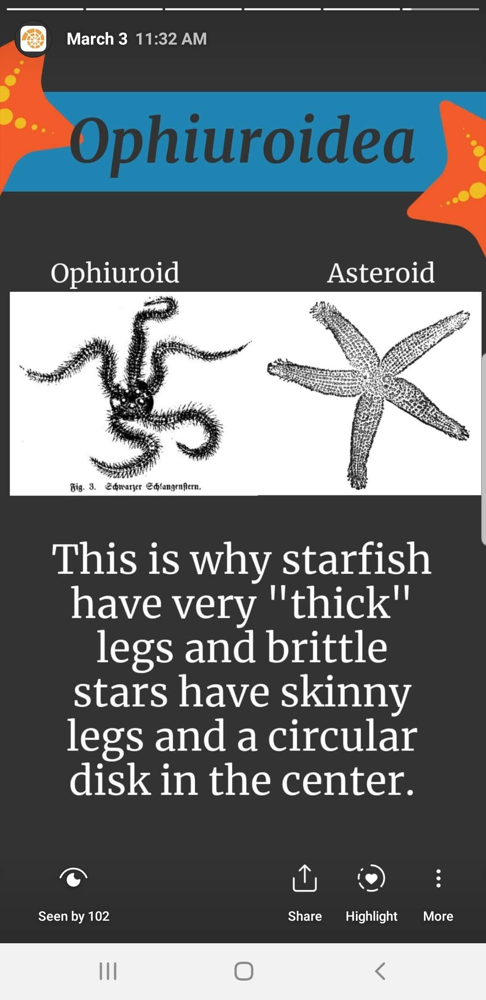 March 3 11:32 AM
Ophiuroidea
Ophiuroid
Asteroid
Fig. 3. Schwarzer Schlangenstern.
This is why starfish
have very "thick"
legs and brittle
stars have skinny
legs and a circular
disk in the center.
Seen by 102
Share
Highlight
More